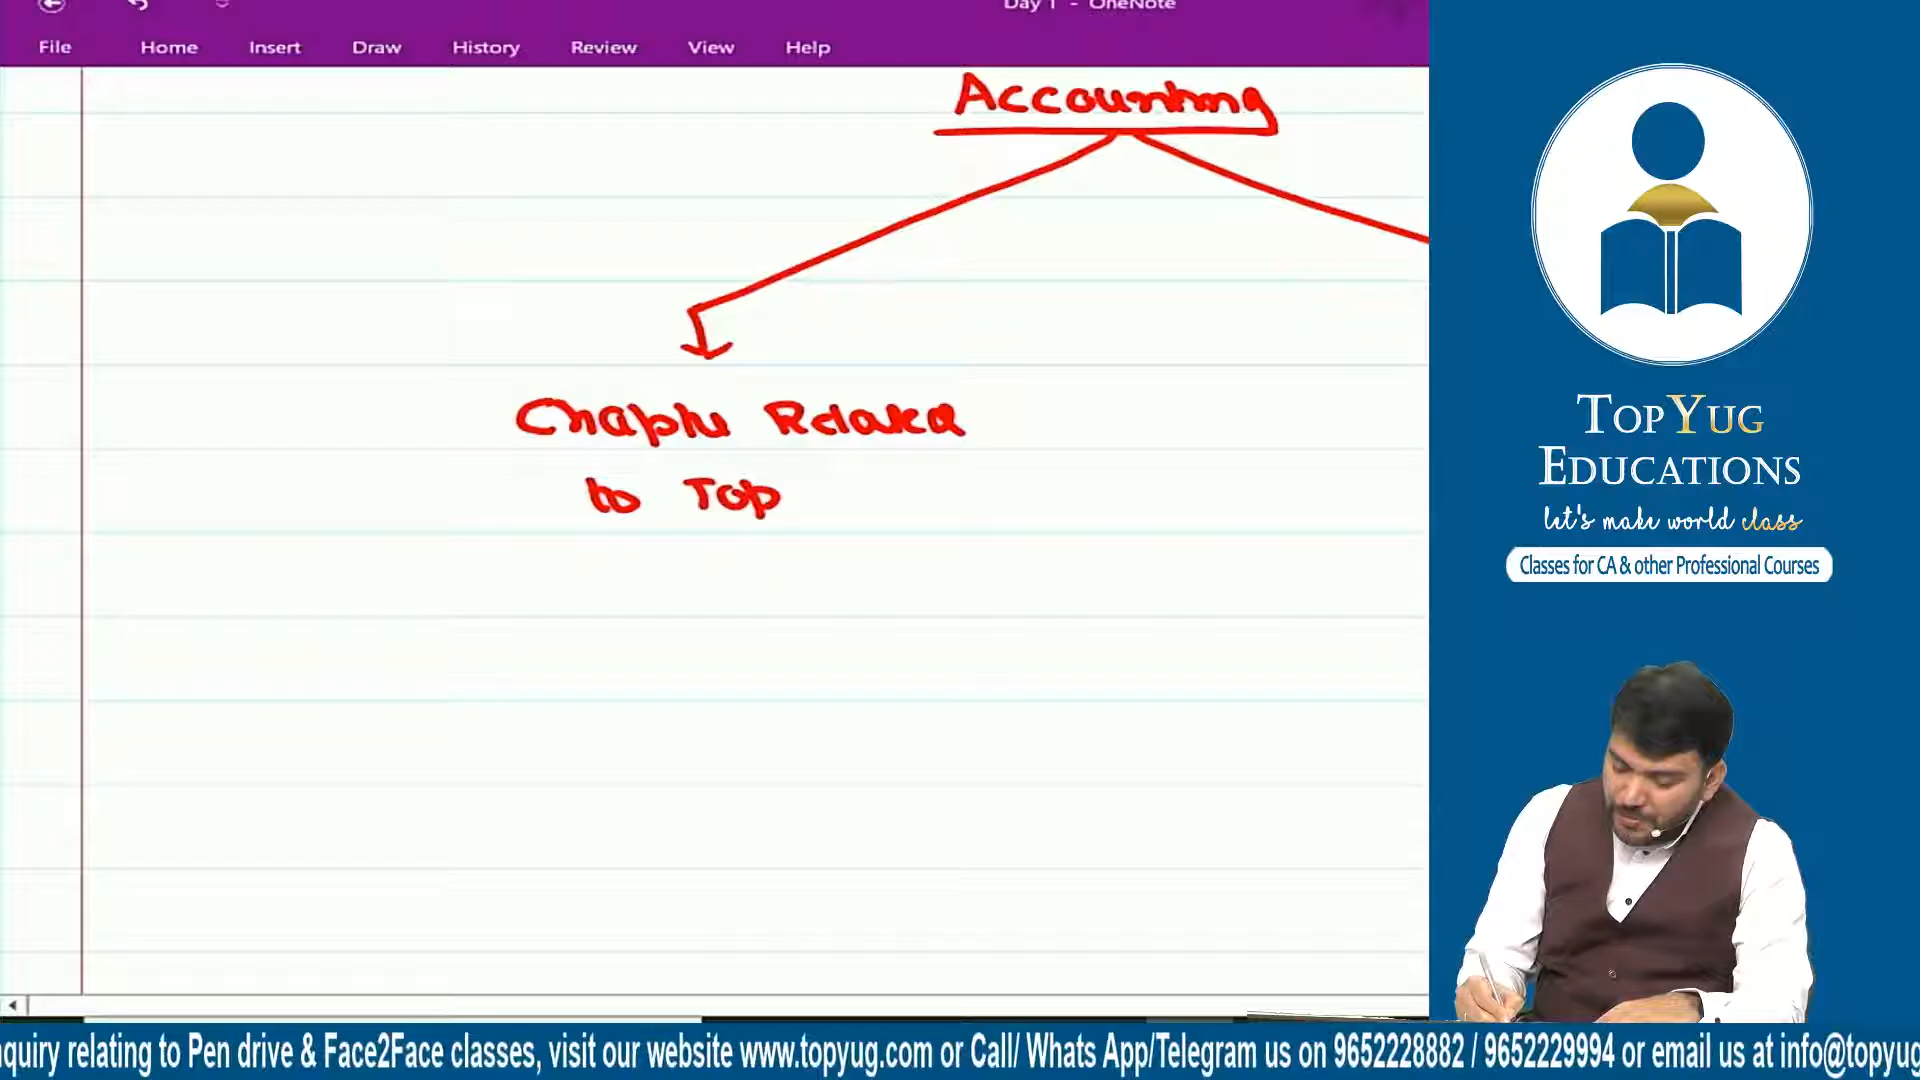 Day 1 - OneNote
File Home Insert Draw History Review View Help
Accounting
Chapter Related
to Top
TOPYUG
EDUCATIONS
let's make world class
Classes for CA & other Professional Courses
nquiry relating to Pen drive & Face2Face classes, visit our website www.topyug.com or Call/ Whats App/Telegram us on 9652228882 / 9652229994 or email us at info@topyug